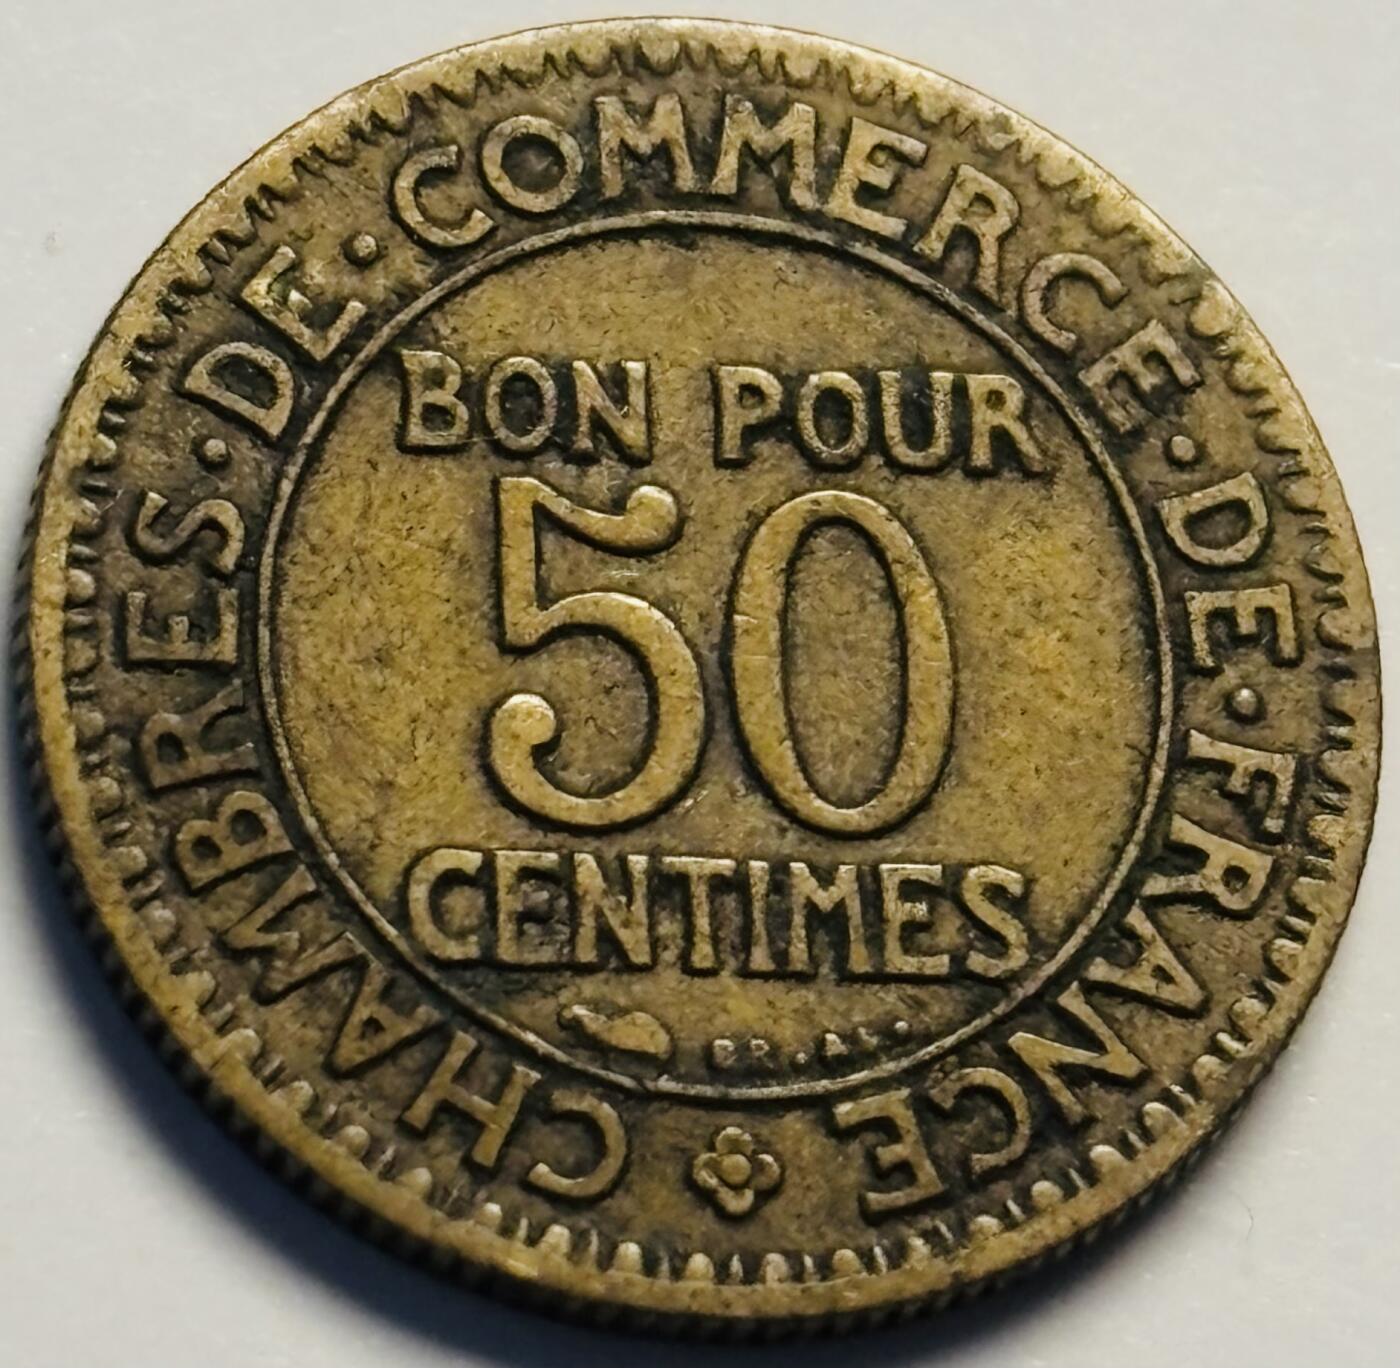 CHAMBRES·DE·COMMERCE·DE·FRANCE
BON POUR
50
CENTIMES